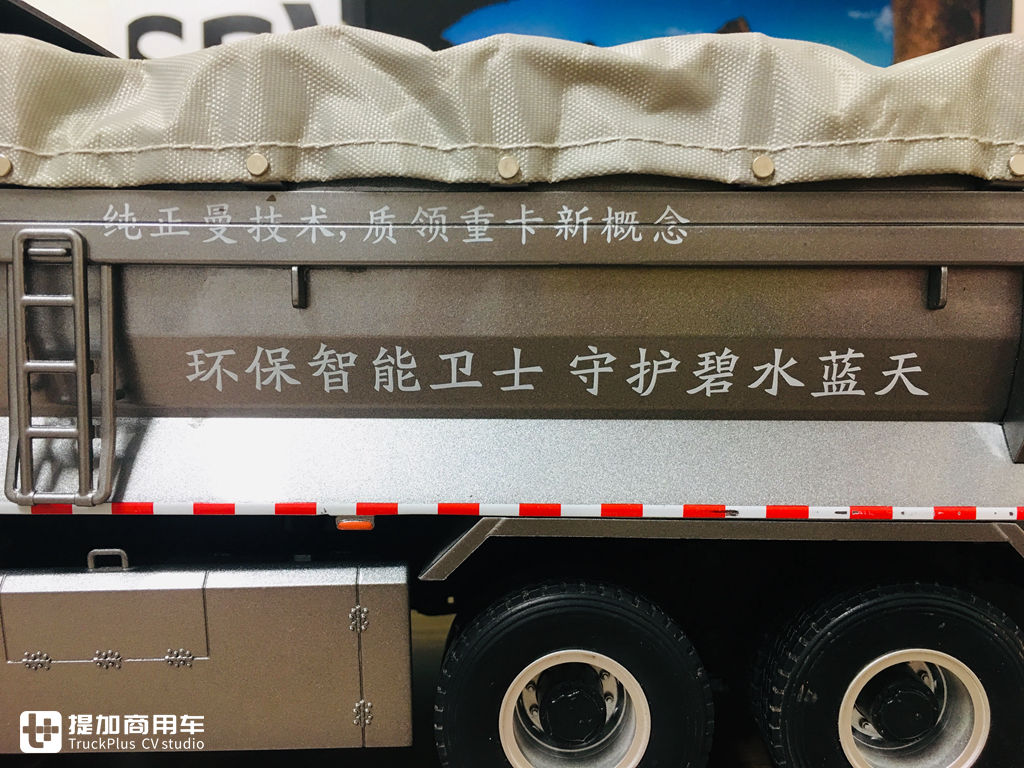 纯正曼技术,质领重卡新概念
环保智能卫士 守护碧水蓝天
提加商用车
TruckPlus CV studio